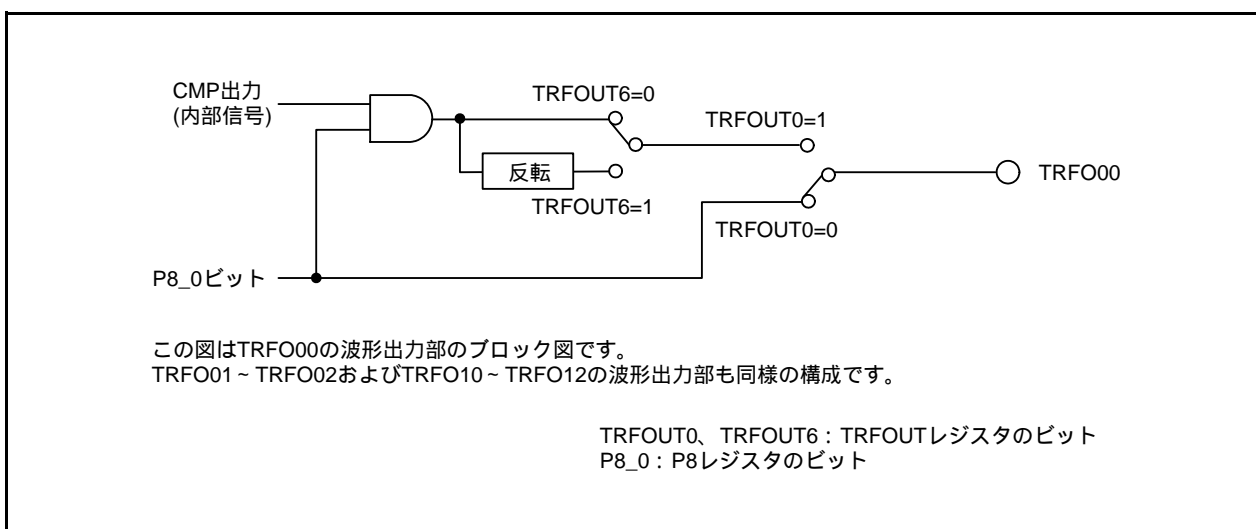 CMP出力
(内部信号)
TRFOUT6=0
TRFOUT0=1
反転
TRFO00
TRFOUT6=1
TRFOUT0=0
P8_0ビット
この図はTRFO00の波形出力部のブロック図です。
TRFO01~TRFO02およびTRFO10~TRFO12の波形出力部も同様の構成です。
TRFOUT0、TRFOUT6：TRFOUTレジスタのビット
P8_0：P8レジスタのビット